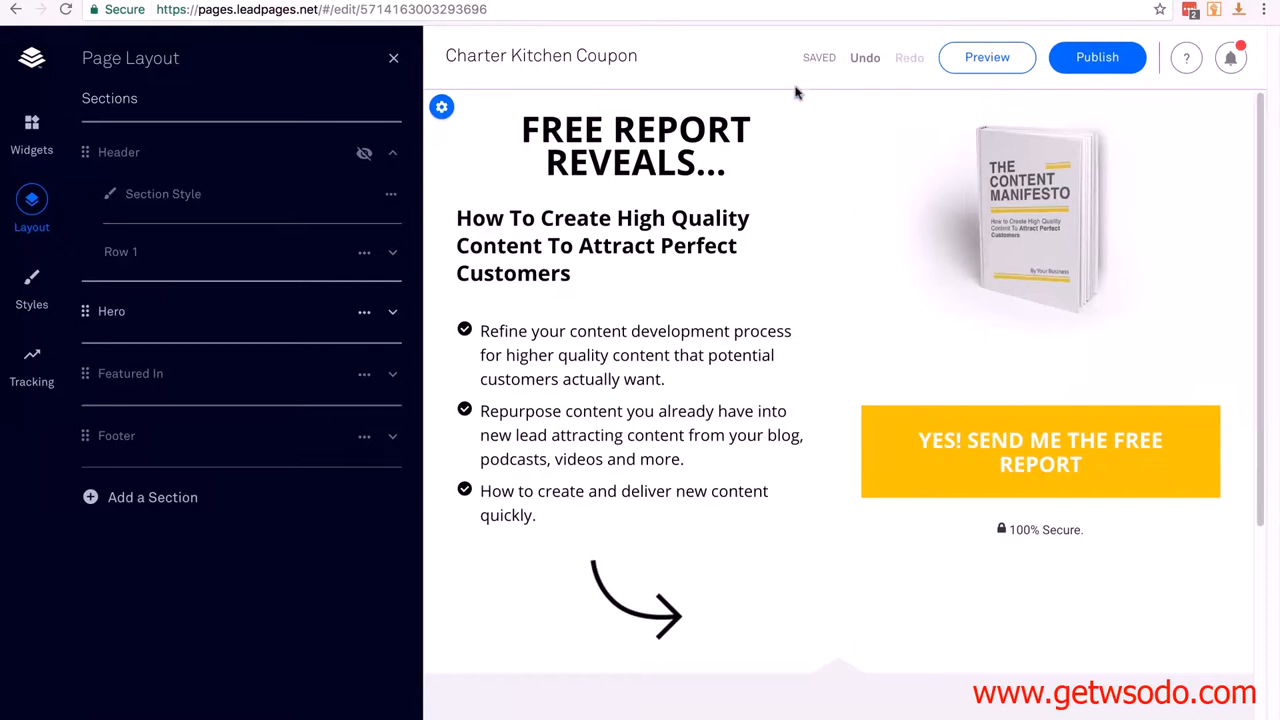 Secure
https://pages.leadpages.net/#/edit/5714163003293696
2
Page Layout
Sections
Header
Section Style
Row 1
Hero
Featured In
Footer
Add a Section
Widgets
Layout
Styles
Tracking
Charter Kitchen Coupon
SAVED
Undo
Redo
Preview
Publish
?
FREE REPORT
REVEALS...
How To Create High Quality
Content To Attract Perfect
Customers
Refine your content development process
for higher quality content that potential
customers actually want.
Repurpose content you already have into
new lead attracting content from your blog,
podcasts, videos and more.
How to create and deliver new content
quickly.
THE
CONTENT
MANIFESTO
How to Create High Quality
Content to Attract Perfect
Customers
By Your Business
YES! SEND ME THE FREE
REPORT
100% Secure.
www.getwsodo.com